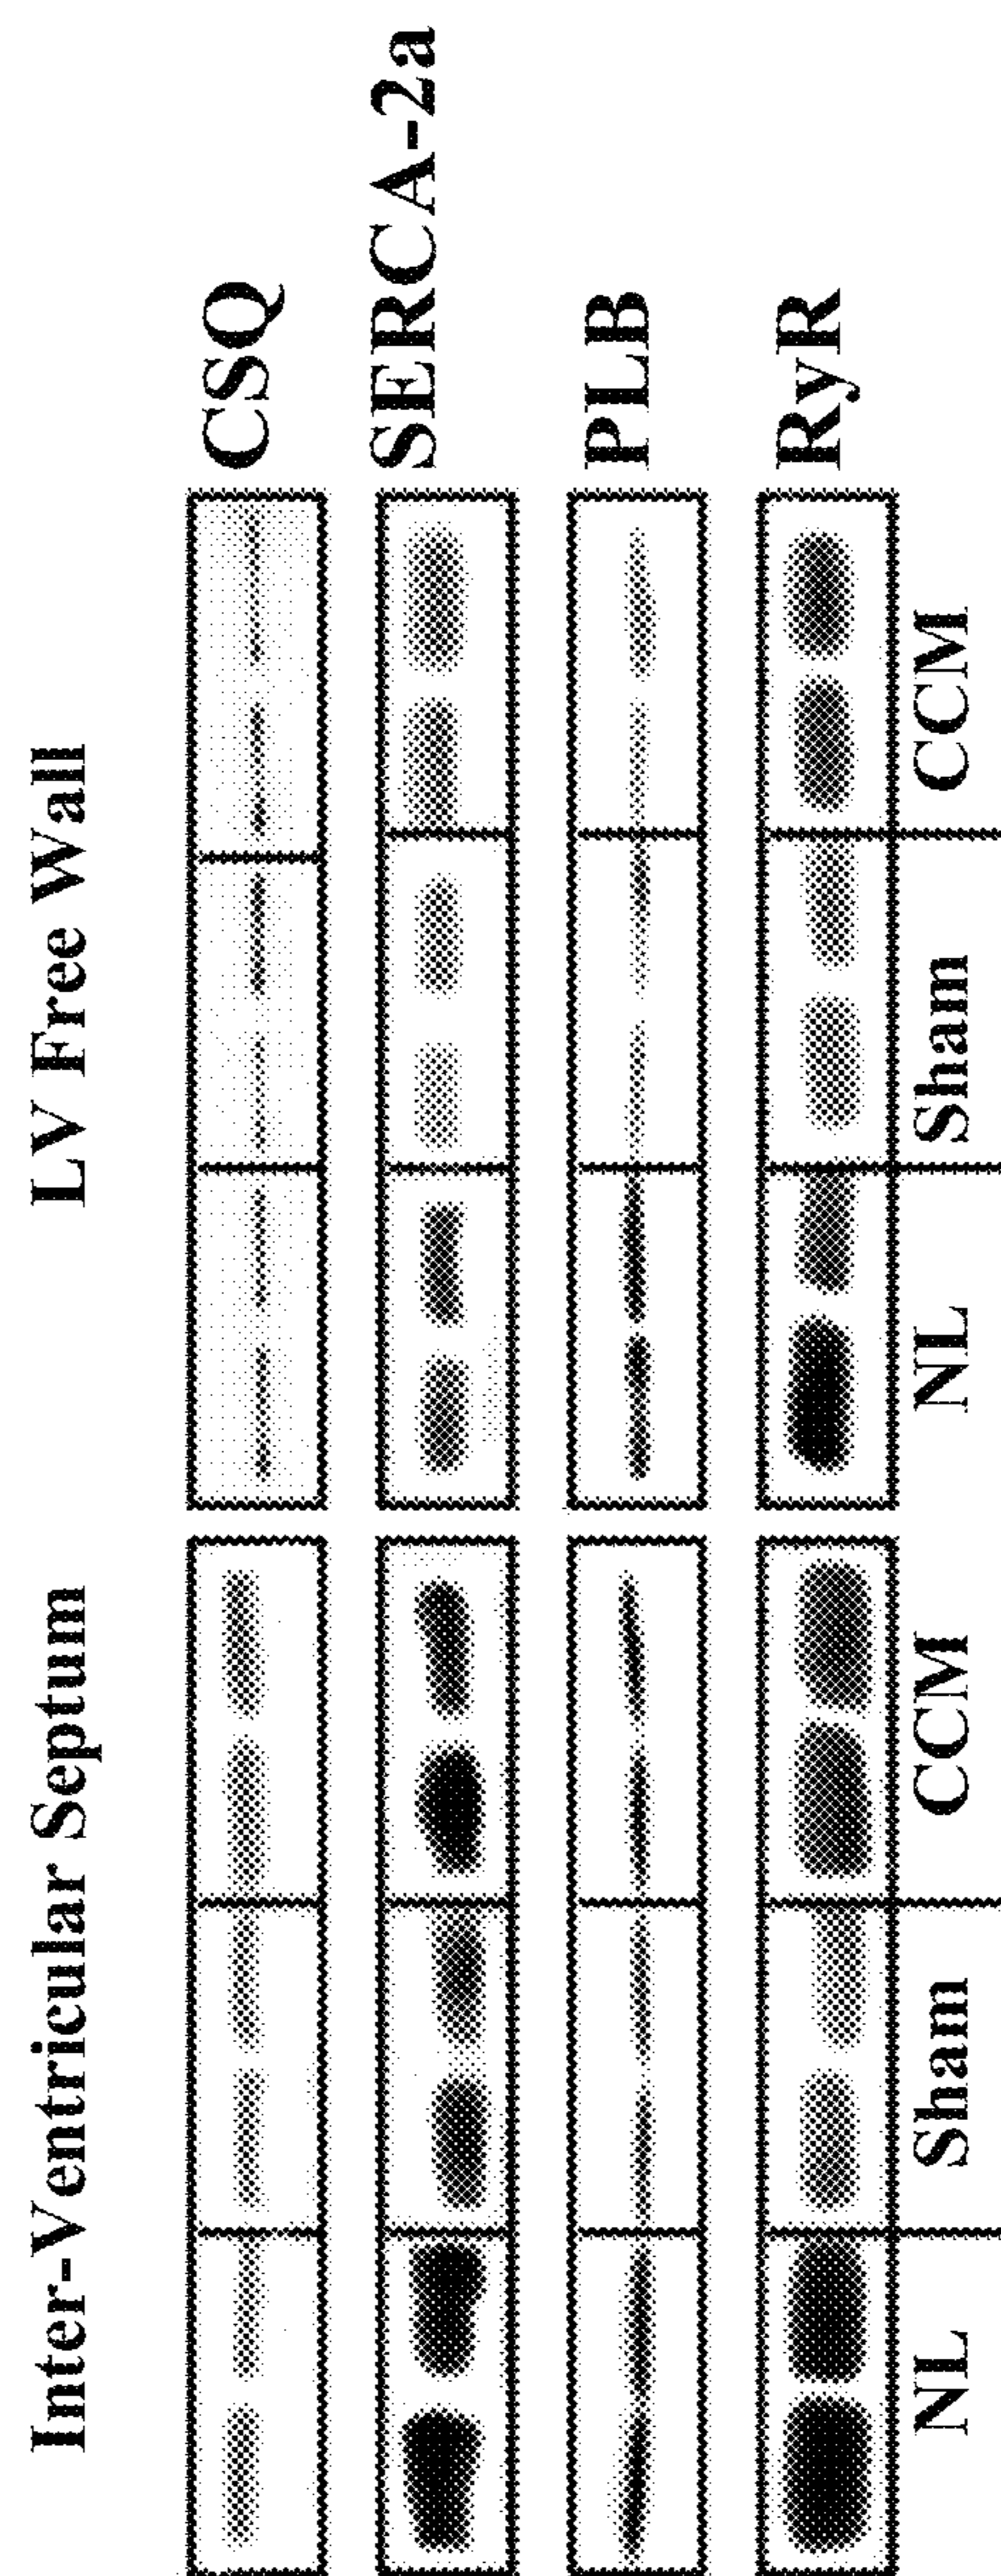 Inter-Ventricular Septum
LV Free Wall
CSQ
SERCA-2a
PLB
RyR
NL
Sham
CCM
NL
Sham
CCM